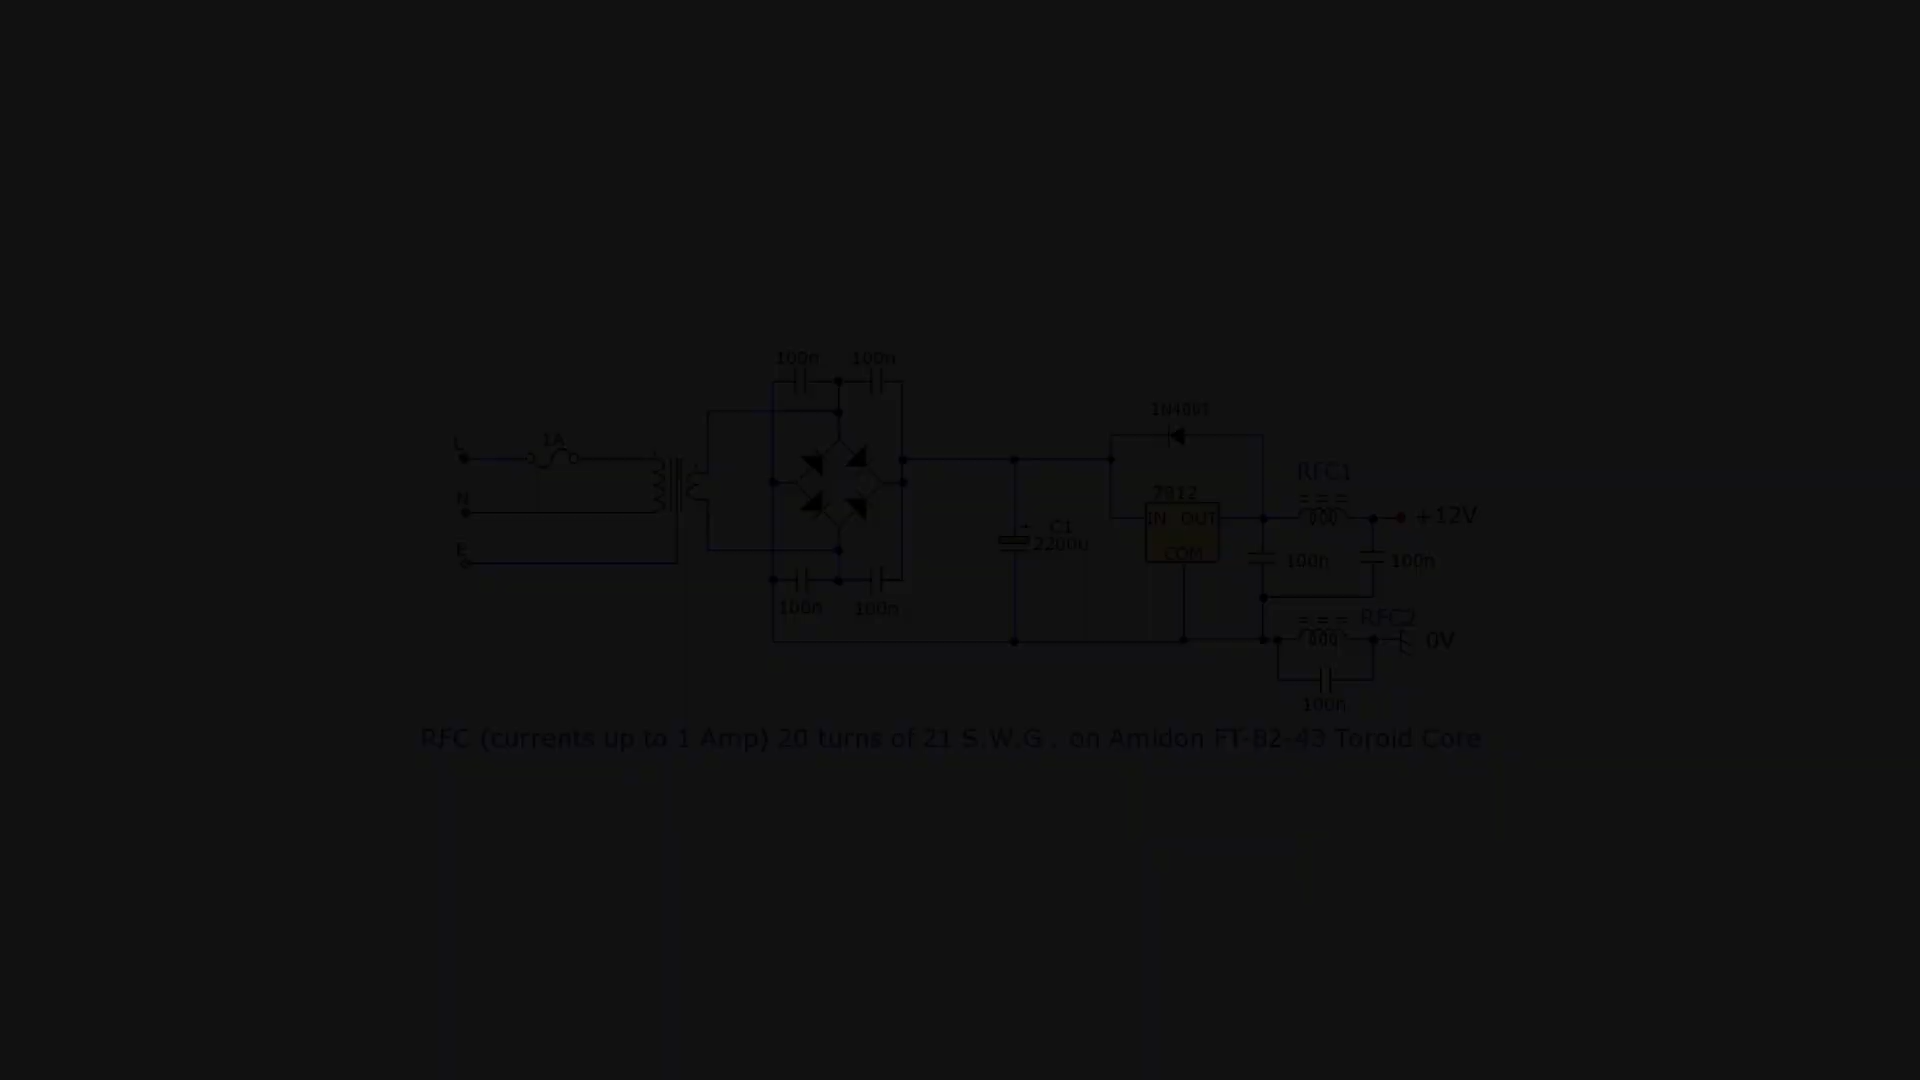 100n 100n
1N4001
L 1A
RFC1
7812
N
IN OUT
+12V
C1
2200u
E
COM
100n 100n
100n 100n
RFC2
0V
100n
RFC (currents up to 1 Amp) 20 turns of 21 S.W.G. on Amidon FT-82-43 Toroid Core